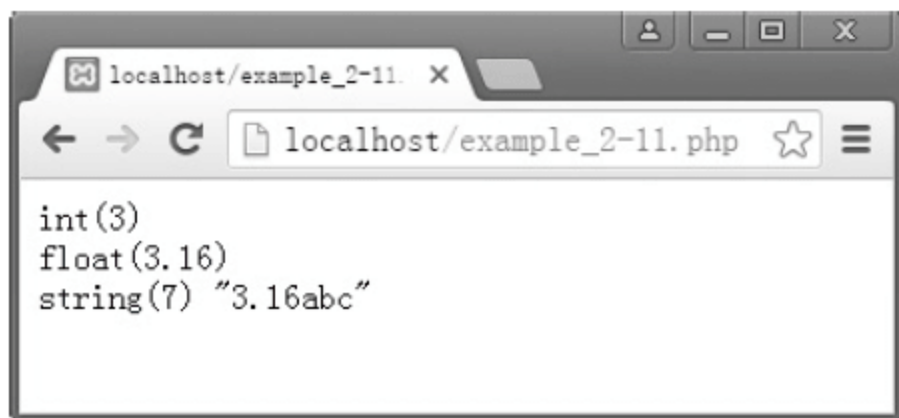 localhost/example_2-11.
localhost/example_2-11.php
int(3)
float(3.16)
string(7) "3.16abc"